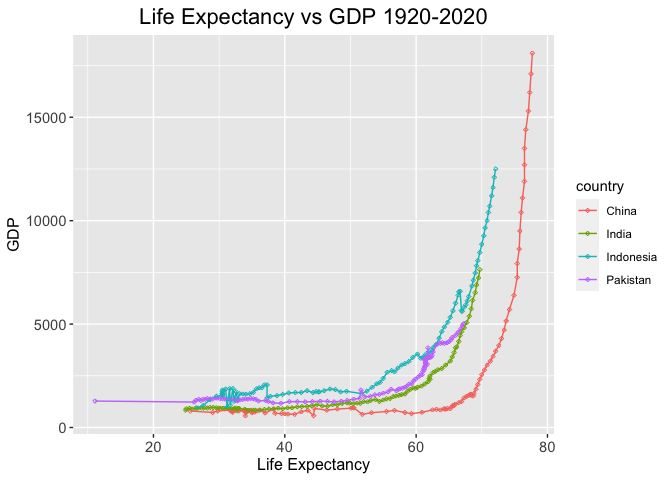 Life Expectancy vs GDP 1920-2020
GDP
15000
10000
5000
0
20 40 60 80
Life Expectancy
country
China
India
Indonesia
Pakistan